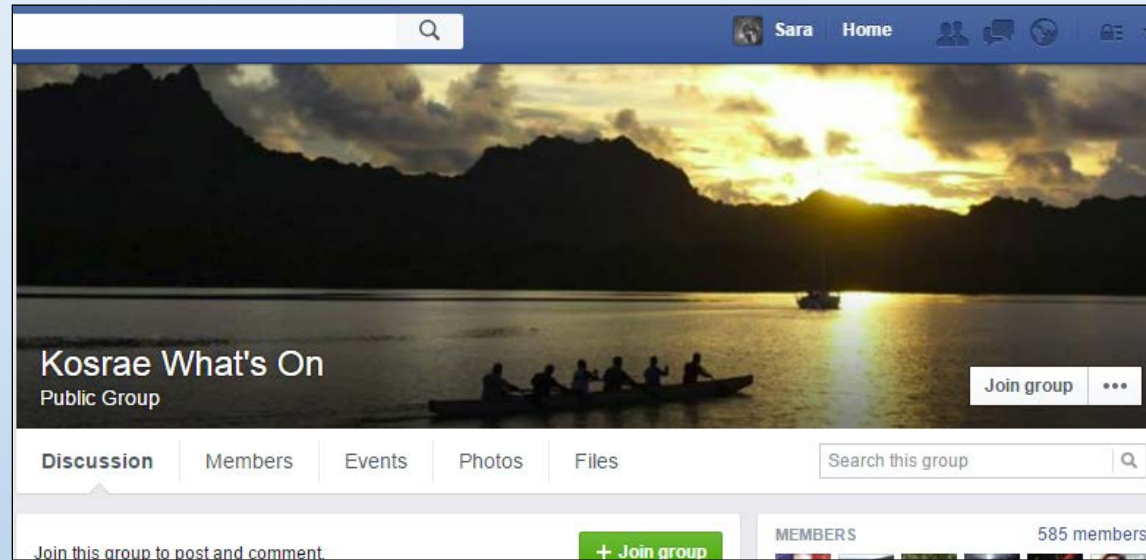 Sara Home
Kosrae What's On
Public Group
Join group
Discussion Members Events Photos Files
Search this group
Join this group to post and comment.
+ Join group
MEMBERS 585 members